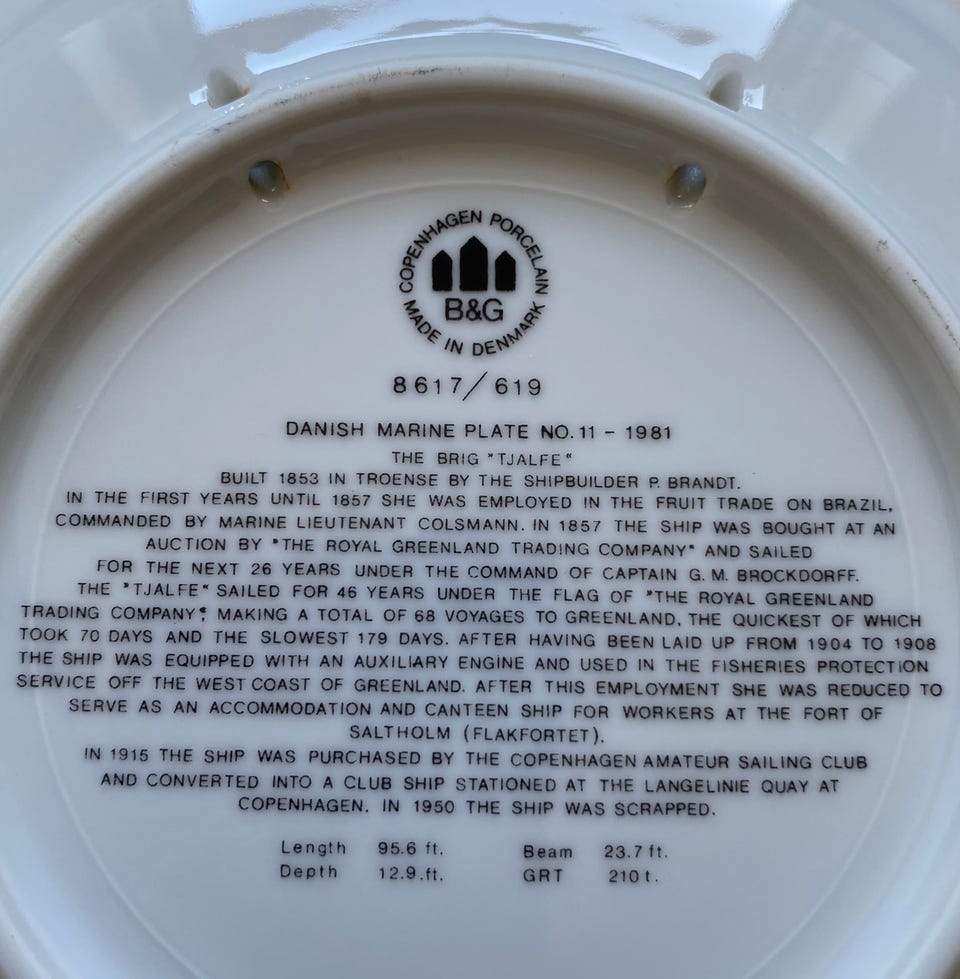 COPENHAGEN PORCELAIN
B&G
MADE IN DENMARK
8617/619
DANISH MARINE PLATE NO. 11 - 1981
THE BRIG "TJALFE"
BUILT 1853 IN TROENSE BY THE SHIPBUILDER P. BRANDT.
IN THE FIRST YEARS UNTIL 1857 SHE WAS EMPLOYED IN THE FRUIT TRADE ON BRAZIL,
COMMANDED BY MARINE LIEUTENANT COLSMANN. IN 1857 THE SHIP WAS BOUGHT AT AN
AUCTION BY "THE ROYAL GREENLAND TRADING COMPANY" AND SAILED
FOR THE NEXT 26 YEARS UNDER THE COMMAND OF CAPTAIN G. M. BROCKDORFF.
THE "TJALFE" SAILED FOR 46 YEARS UNDER THE FLAG OF "THE ROYAL GREENLAND
TRADING COMPANY", MAKING A TOTAL OF 68 VOYAGES TO GREENLAND, THE QUICKEST OF WHICH
TOOK 70 DAYS AND THE SLOWEST 179 DAYS. AFTER HAVING BEEN LAID UP FROM 1904 TO 1908
THE SHIP WAS EQUIPPED WITH AN AUXILIARY ENGINE AND USED IN THE FISHERIES PROTECTION
SERVICE OFF THE WEST COAST OF GREENLAND. AFTER THIS EMPLOYMENT SHE WAS REDUCED TO
SERVE AS AN ACCOMMODATION AND CANTEEN SHIP FOR WORKERS AT THE FORT OF
SALTHOLM (FLAKFORTET).
IN 1915 THE SHIP WAS PURCHASED BY THE COPENHAGEN AMATEUR SAILING CLUB
AND CONVERTED INTO A CLUB SHIP STATIONED AT THE LANGELINIE QUAY AT
COPENHAGEN. IN 1950 THE SHIP WAS SCRAPPED.
Length 95.6 ft. Beam 23.7 ft.
Depth 12.9.ft. GRT 210 t.